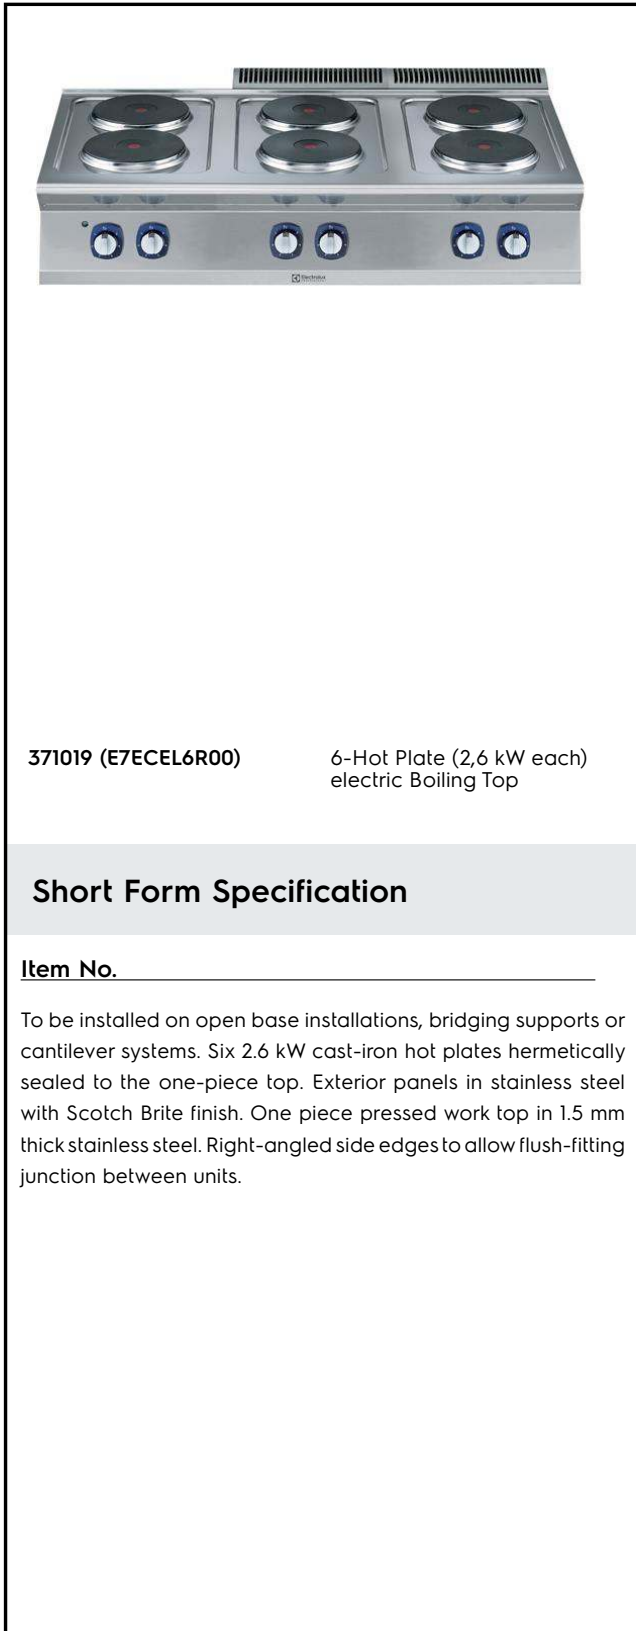 Electrolux
371019 (E7ECEL6R00)
6-Hot Plate (2,6 kW each)
electric Boiling Top
Short Form Specification
Item No.
To be installed on open base installations, bridging supports or
cantilever systems. Six 2.6 kW cast-iron hot plates hermetically
sealed to the one-piece top. Exterior panels in stainless steel
with Scotch Brite finish. One piece pressed work top in 1.5 mm
thick stainless steel. Right-angled side edges to allow flush-fitting
junction between units.